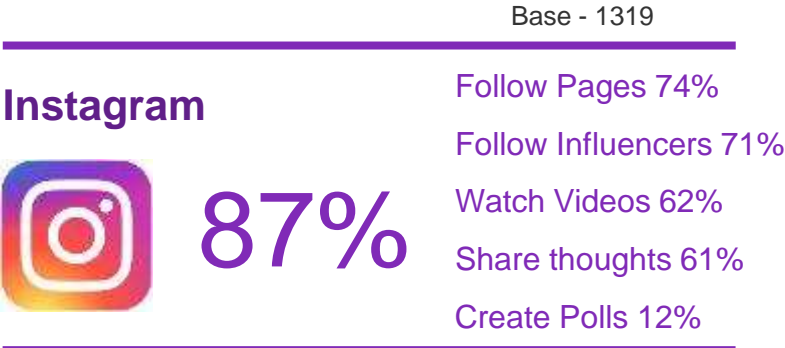 Base - 1319
Instagram
87%
Follow Pages 74%
Follow Influencers 71%
Watch Videos 62%
Share thoughts 61%
Create Polls 12%